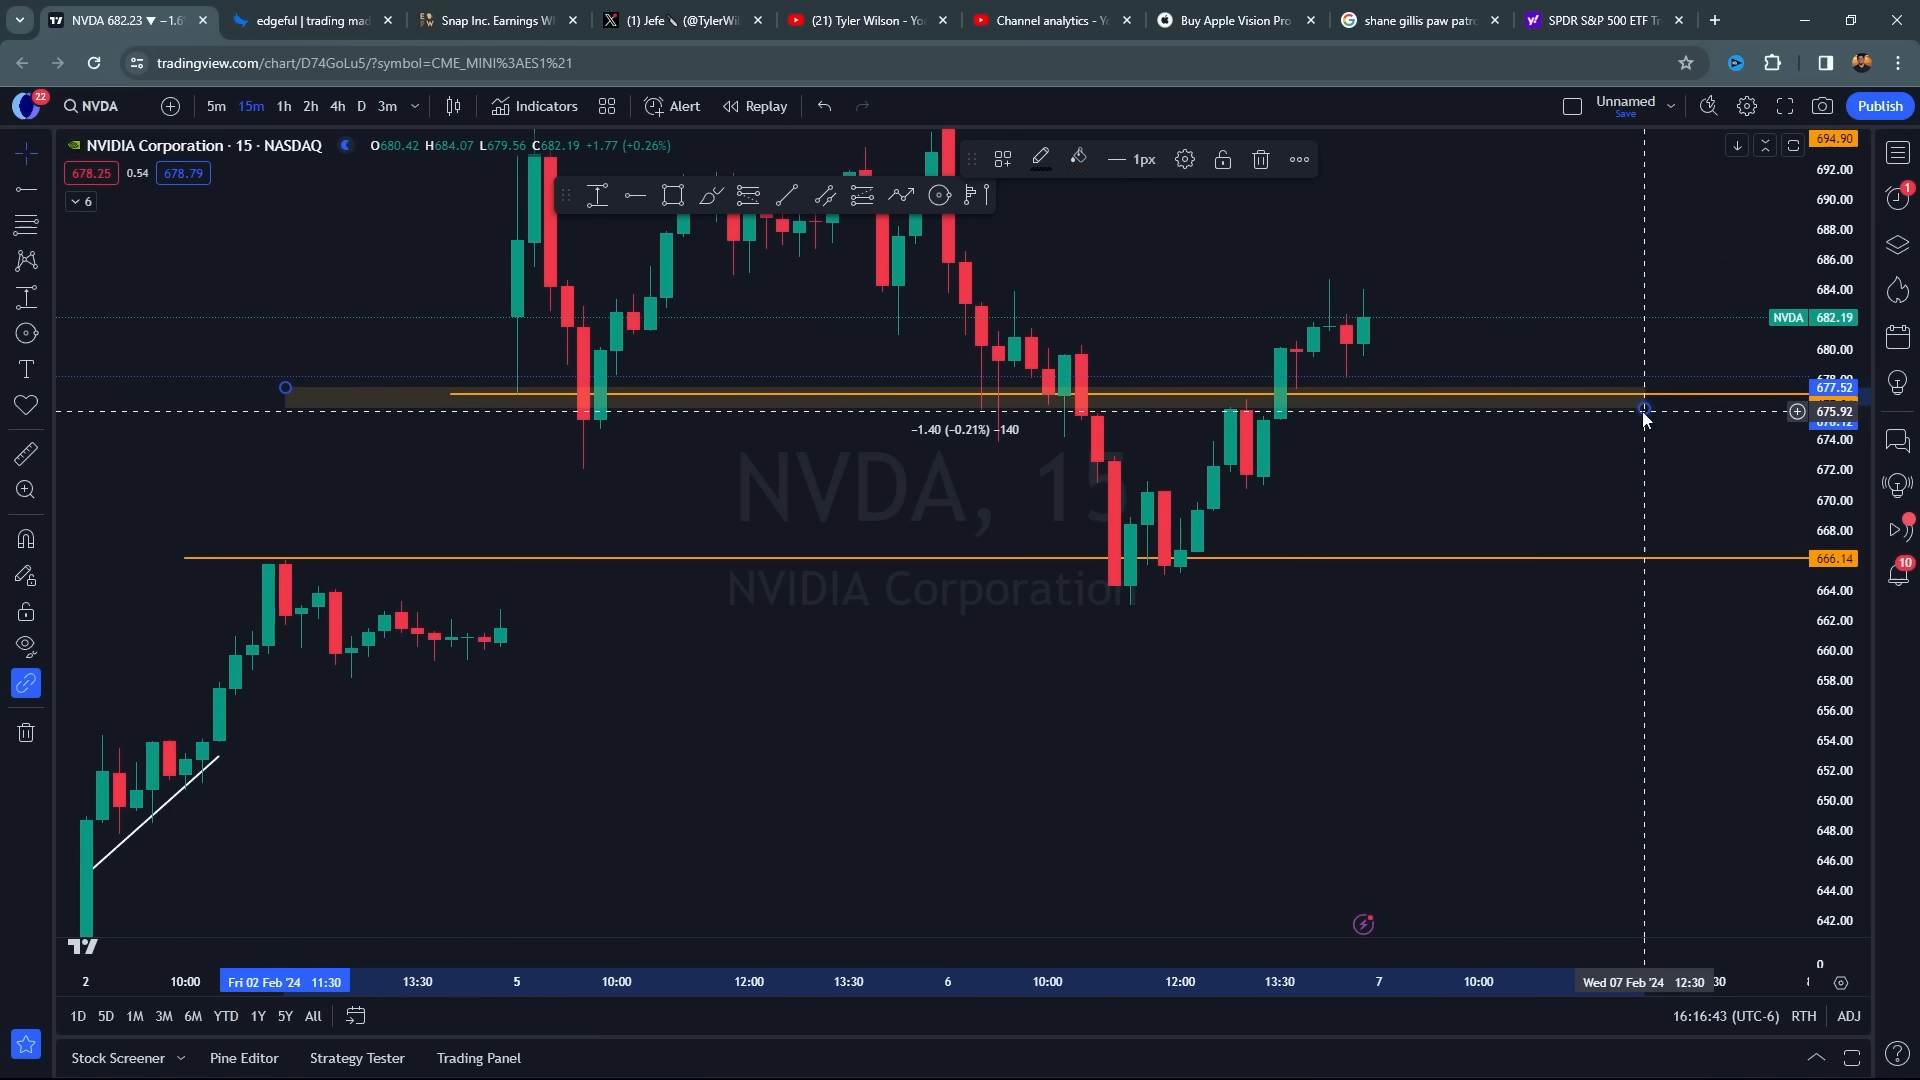 NVDA 682.23 ▼ −1.6
edgeful | trading mad
Snap Inc. Earnings W
(1) Jefe (@TylerWil
(21) Tyler Wilson - Yo
Channel analytics - Yo
Buy Apple Vision Pro
shane gillis paw patr
SPDR S&P 500 ETF Tr
tradingview.com/chart/D74GoLu5/?symbol=CME_MINI%3AES1%21
22
NVDA
5m 15m 1h 2h 4h D 3m
Indicators
Alert
Replay
Unnamed
Save
Publish
NVIDIA Corporation · 15 · NASDAQ
O680.42 H684.07 L679.56 C682.19 +1.77 (+0.26%)
678.25 0.54 678.79
6
1px
694.90
692.00
690.00
688.00
686.00
684.00
NVDA 682.19
680.00
678.00
677.52
675.92
676.12
674.00
672.00
670.00
668.00
666.14
664.00
662.00
660.00
658.00
656.00
654.00
652.00
650.00
648.00
646.00
644.00
642.00
0
−1.40 (−0.21%) −140
NVDA, 15
NVIDIA Corporation
1
10
2 10:00 Fri 02 Feb '24 11:30 13:30 5 10:00 12:00 13:30 6 10:00 12:00 13:30 7 10:00 Wed 07 Feb '24 12:30 30
1D 5D 1M 3M 6M YTD 1Y 5Y All
16:16:43 (UTC-6) RTH ADJ
Stock Screener Pine Editor Strategy Tester Trading Panel